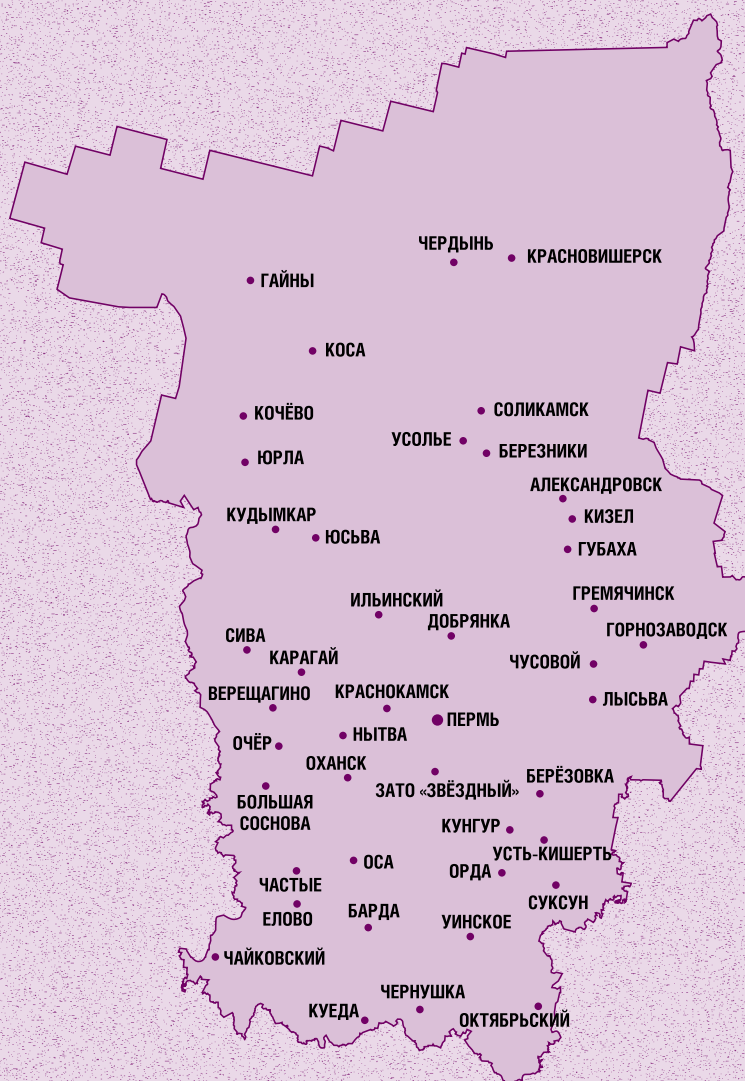 ЧЕРДЫНЬ
КРАСНОВИШЕРСК
ГАЙНЫ
КОСА
СОЛИКАМСК
КОЧЁВО
УСОЛЬЕ
БЕРЕЗНИКИ
ЮРЛА
АЛЕКСАНДРОВСК
КУДЫМКАР
КИЗЕЛ
ЮСЬВА
ГУБАХА
ГРЕМЯЧИНСК
ИЛЬИНСКИЙ
ДОБРЯНКА
ГОРНОЗАВОДСК
СИВА
КАРАГАЙ
ЧУСОВОЙ
ВЕРЕЩАГИНО
КРАСНОКАМСК
ЛЫСЬВА
ПЕРМЬ
НЫТВА
ОЧЁР
ОХАНСК
БЕРЁЗОВКА
ЗАТО «ЗВЁЗДНЫЙ»
БОЛЬШАЯ
СОСНОВА
КУНГУР
УСТЬ-КИШЕРТЬ
ОСА
ОРДА
ЧАСТЫЕ
СУКСУН
ЕЛОВО
БАРДА
УИНСКОЕ
ЧАЙКОВСКИЙ
ЧЕРНУШКА
КУЕДА
ОКТЯБРЬСКИЙ